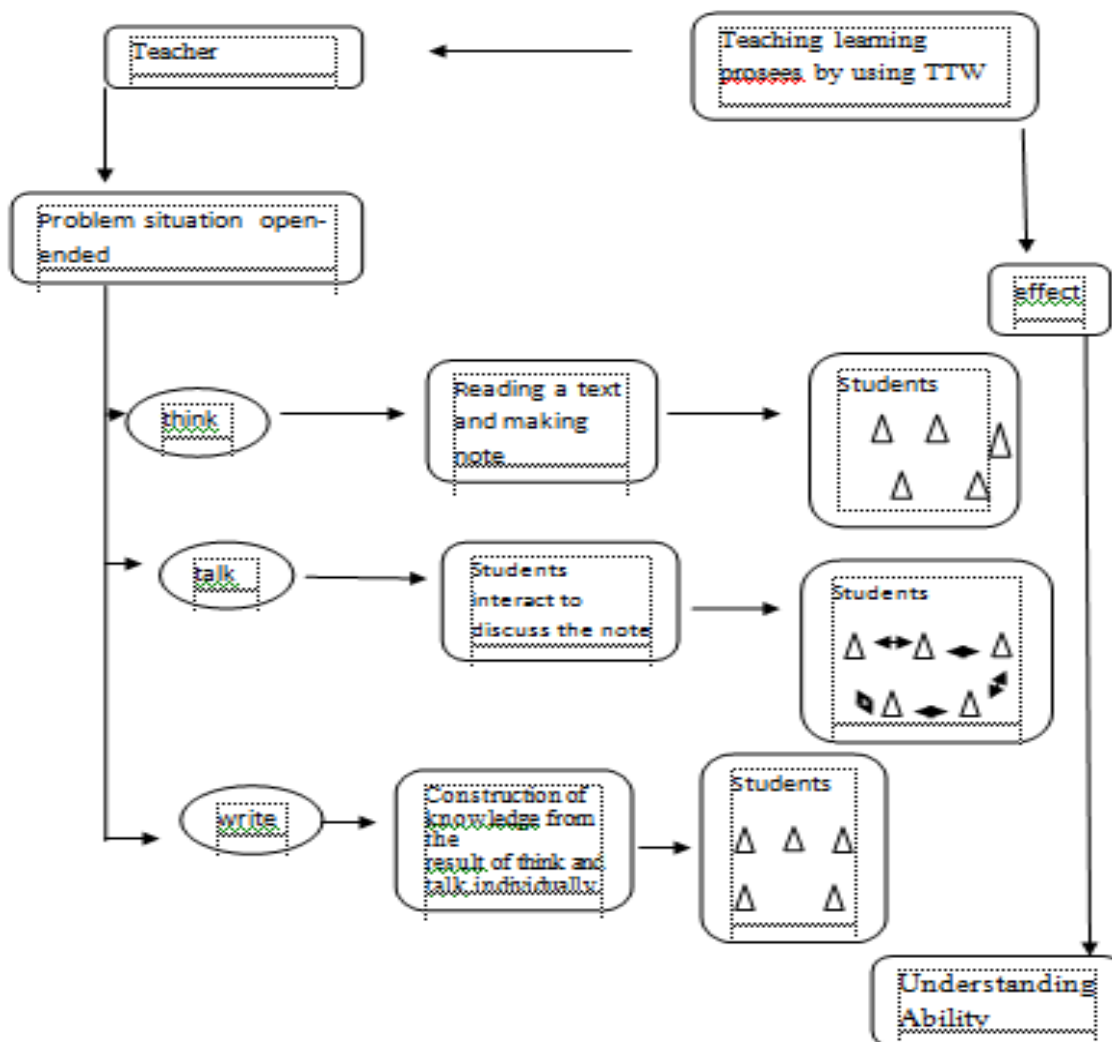 Teacher
Teaching learning
prosees by using TTW
Problem situation open-
ended
effect
think
Reading a text
and making
note
Students
talk
Students
interact to
discuss the note
Students
write
Construction of
knowledge from
the
result of think and
talk individually
Students
Understanding
Ability